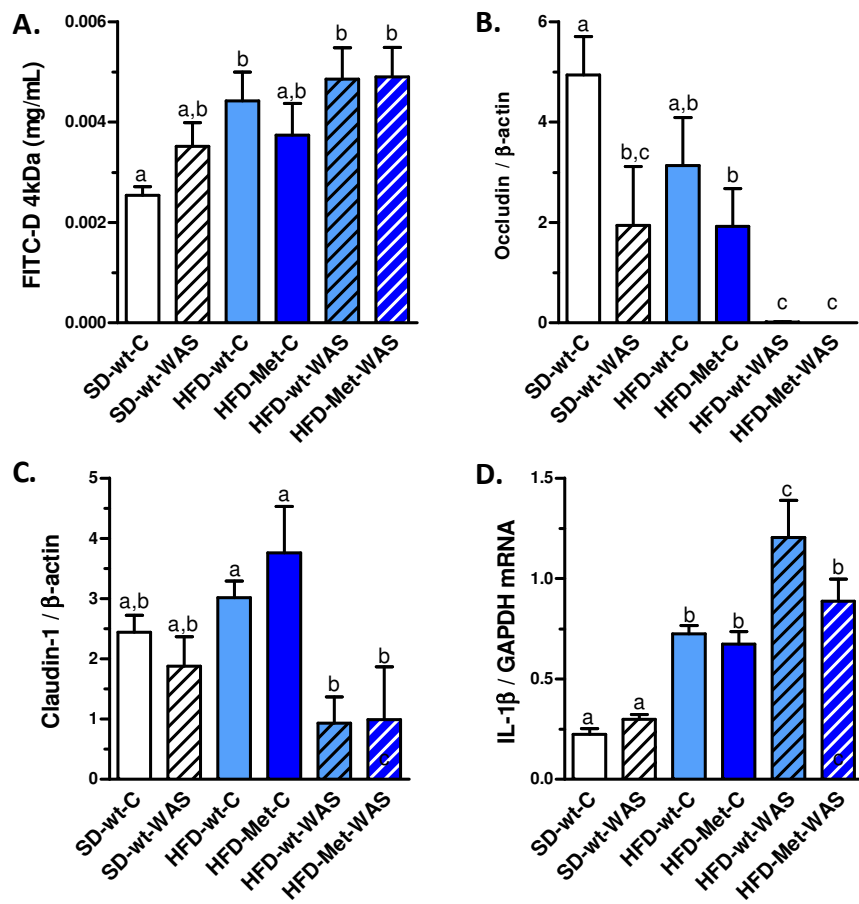 A.
FITC-D 4kDa (mg/mL)
0.006
0.004
0.002
0.000
a
a,b
b
a,b
b
b
SD-wt-C
SD-wt-WAS
HFD-wt-C
HFD-Met-C
HFD-wt-WAS
HFD-Met-WAS
B.
Occludin / β-actin
6
4
2
0
a
b,c
a,b
b
c
c
SD-wt-C
SD-wt-WAS
HFD-wt-C
HFD-Met-C
HFD-wt-WAS
HFD-Met-WAS
C.
Claudin-1 / β-actin
5
4
3
2
1
0
a,b
a,b
a
a
b
b
c
SD-wt-C
SD-wt-WAS
HFD-wt-C
HFD-Met-C
HFD-wt-WAS
HFD-Met-WAS
D.
IL-1β / GAPDH mRNA
1.5
1.0
0.5
0.0
a
a
b
b
c
b
c
SD-wt-C
SD-wt-WAS
HFD-wt-C
HFD-Met-C
HFD-wt-WAS
HFD-Met-WAS